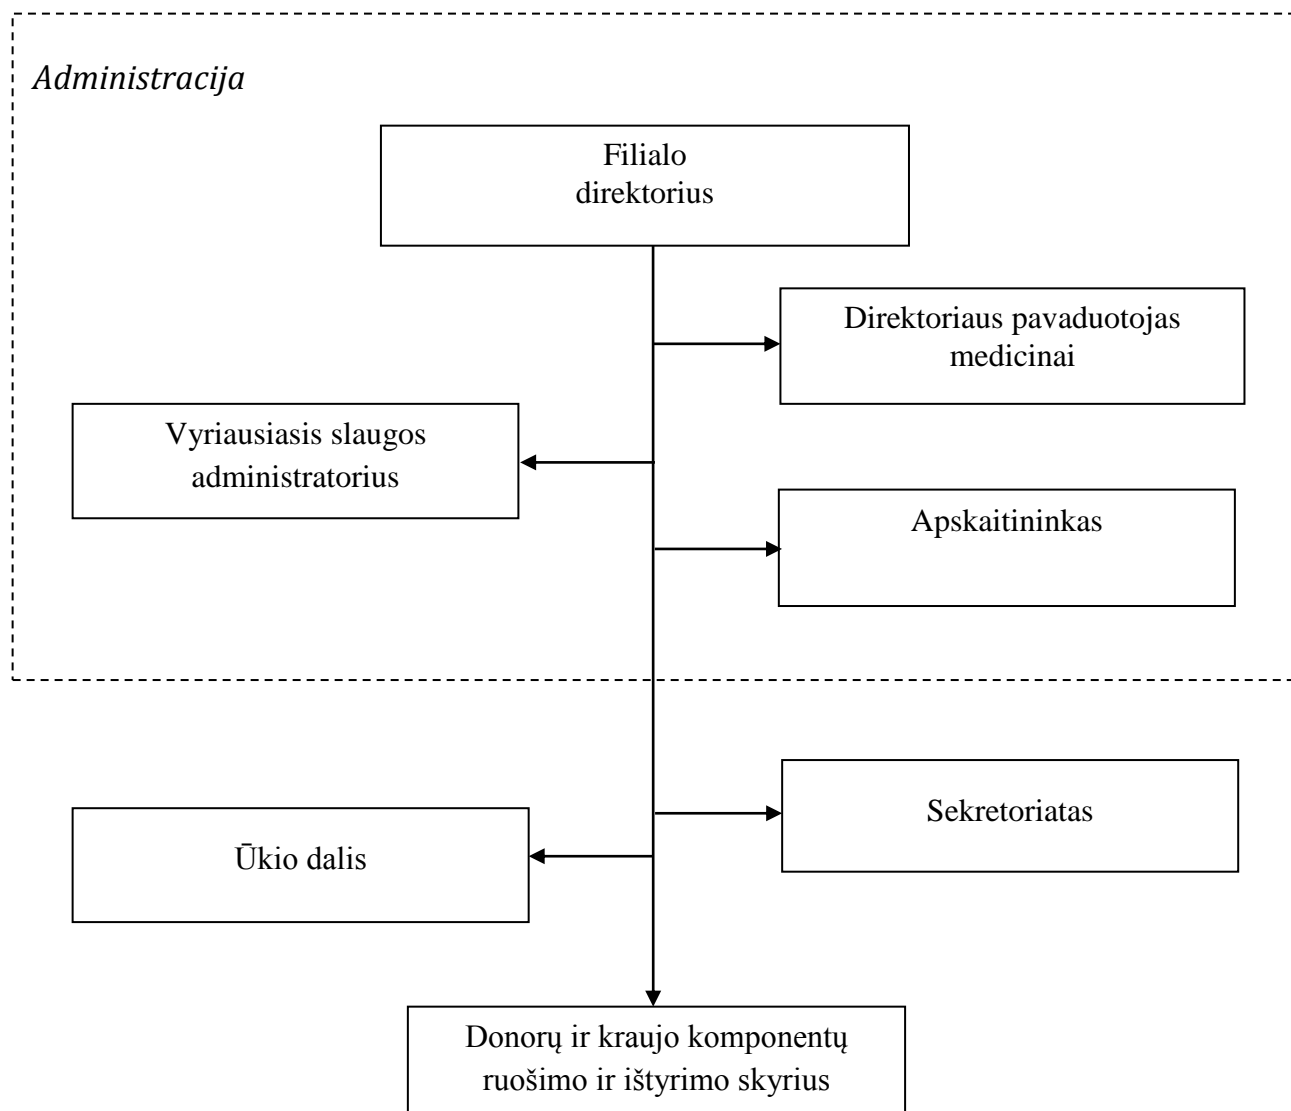 Administracija
Filialo
direktorius
Direktoriaus pavaduotojas
medicinai
Vyriausiasis slaugos
administratorius
Apskaitininkas
Sekretoriatas
Ūkio dalis
Donorų ir kraujo komponentų
ruošimo ir ištyrimo skyrius